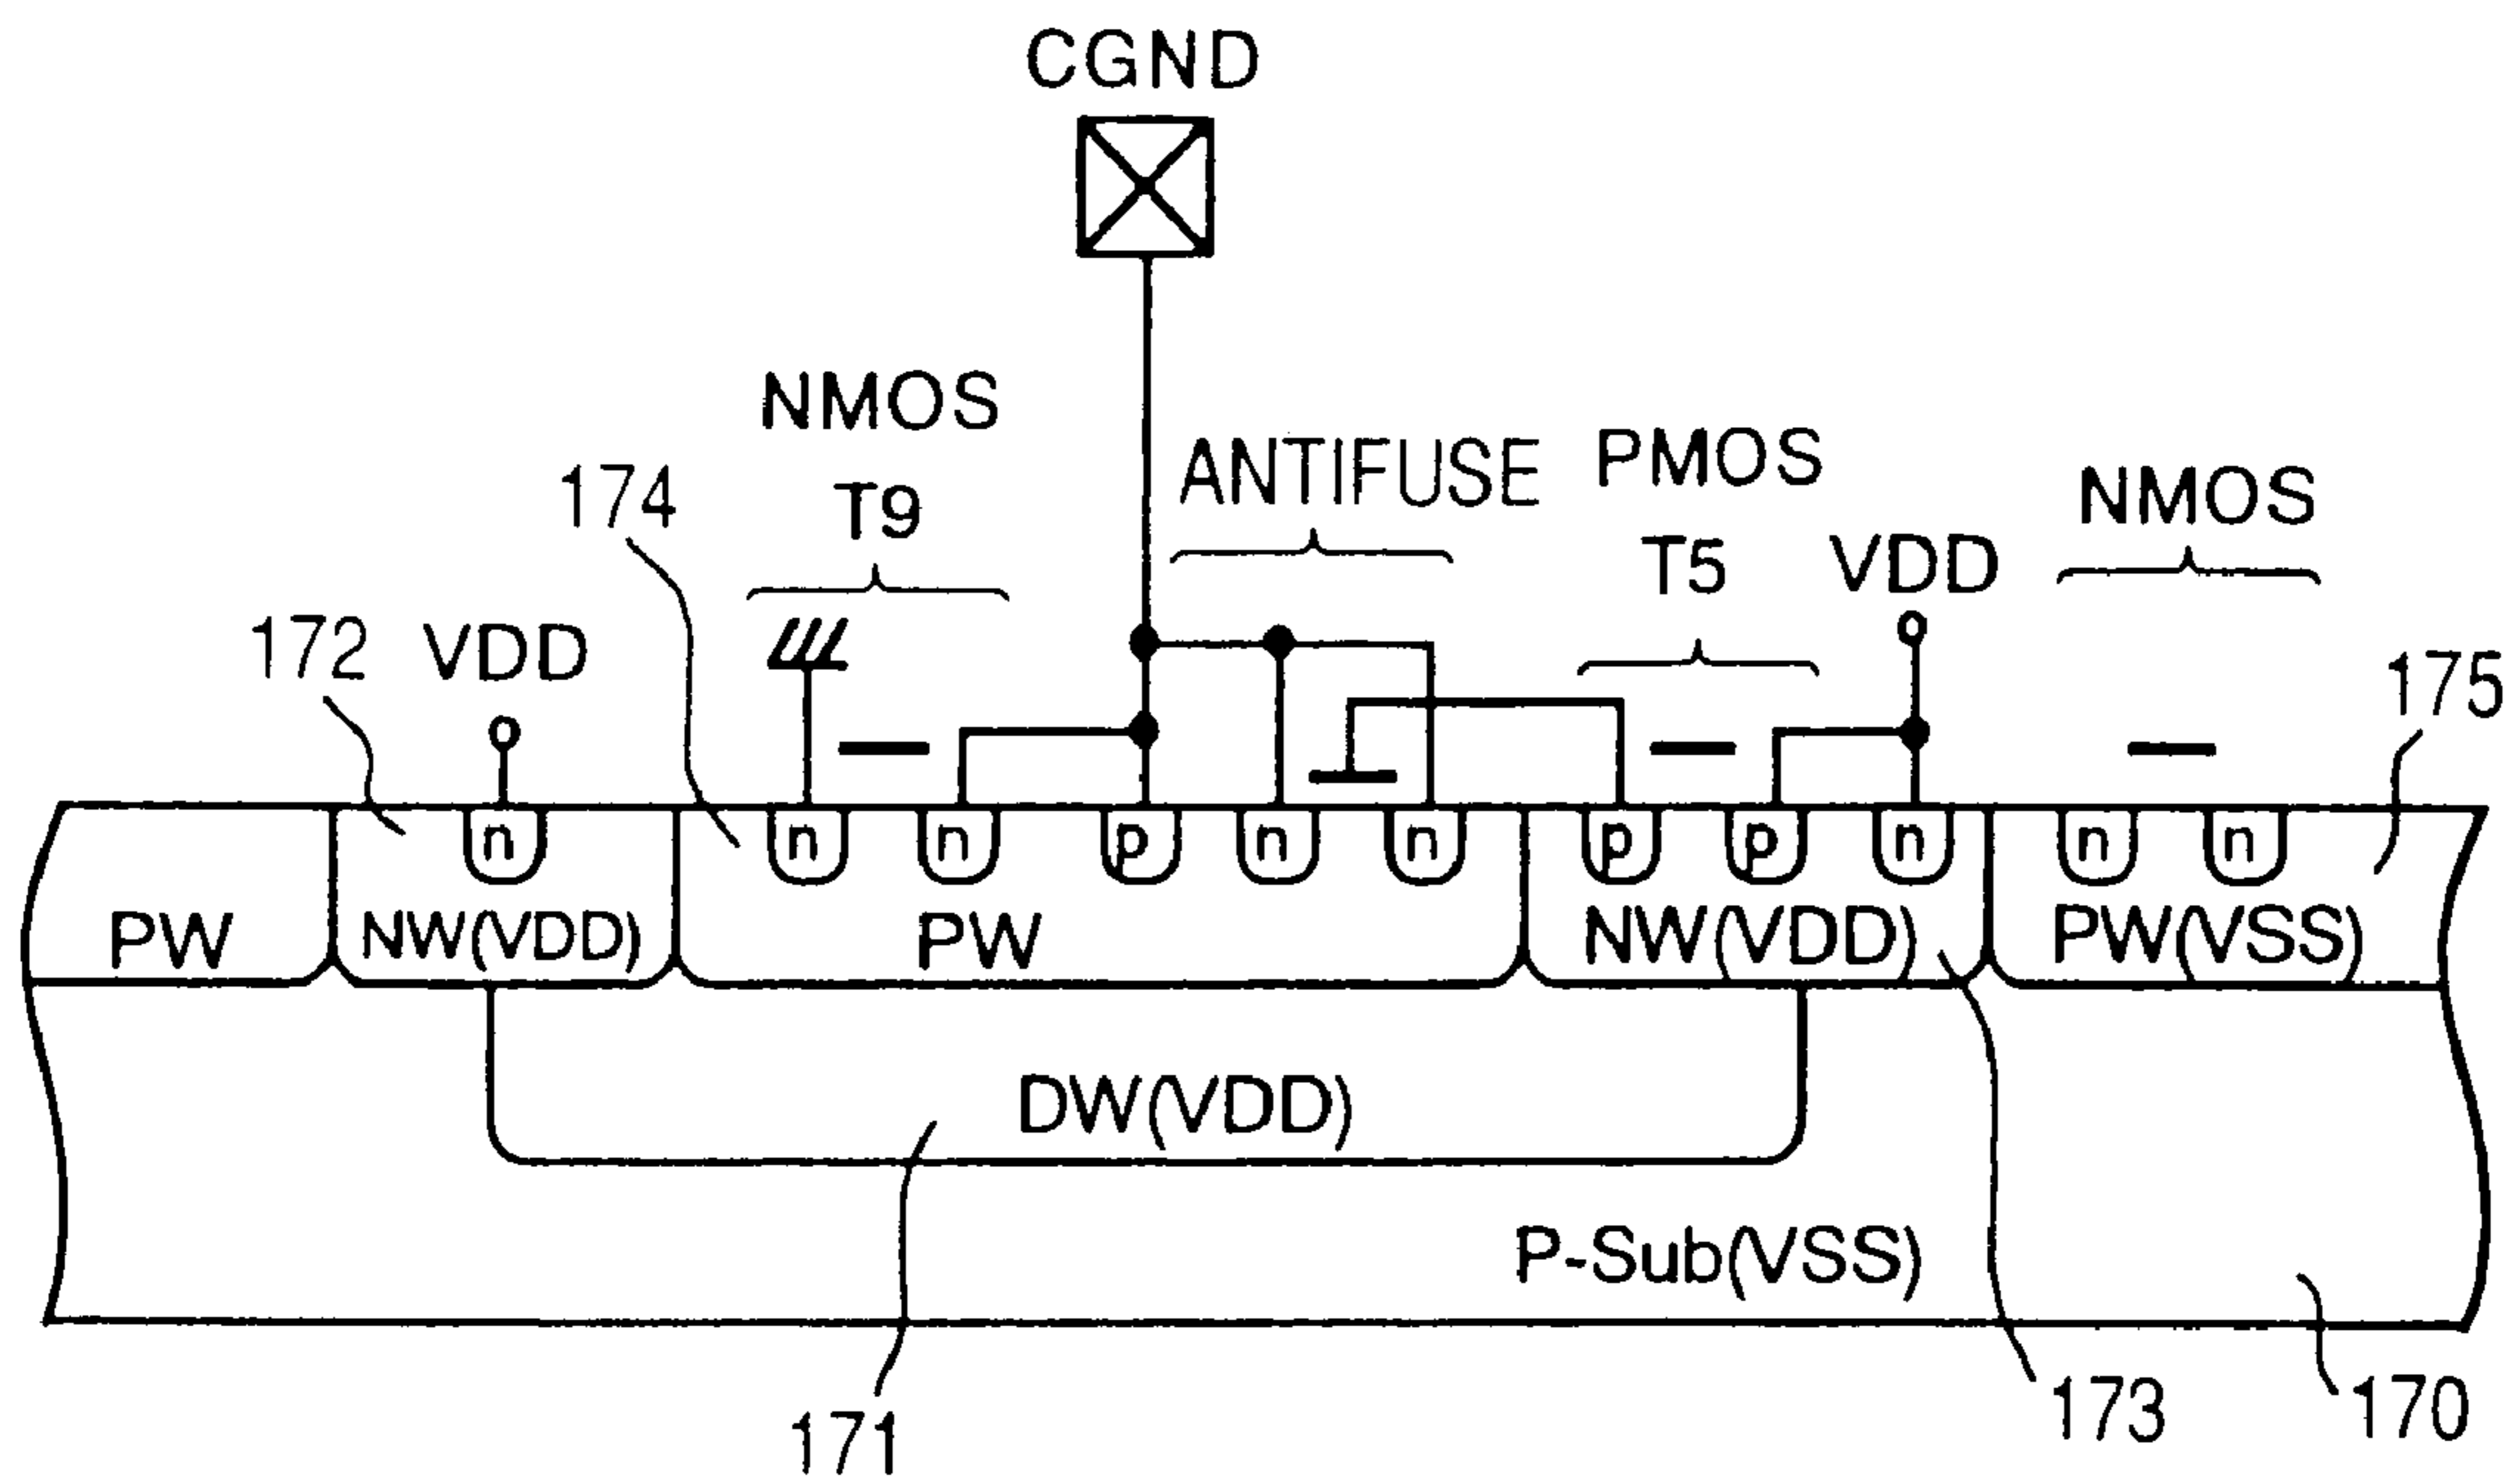 CGND
NMOS
T9
ANTIFUSE
PMOS
T5
NMOS
174
172
VDD
VDD
175
n
n
n
p
n
n
p
p
n
n
n
PW
NW(VDD)
PW
NW(VDD)
PW(VSS)
DW(VDD)
P-Sub(VSS)
171
173
170